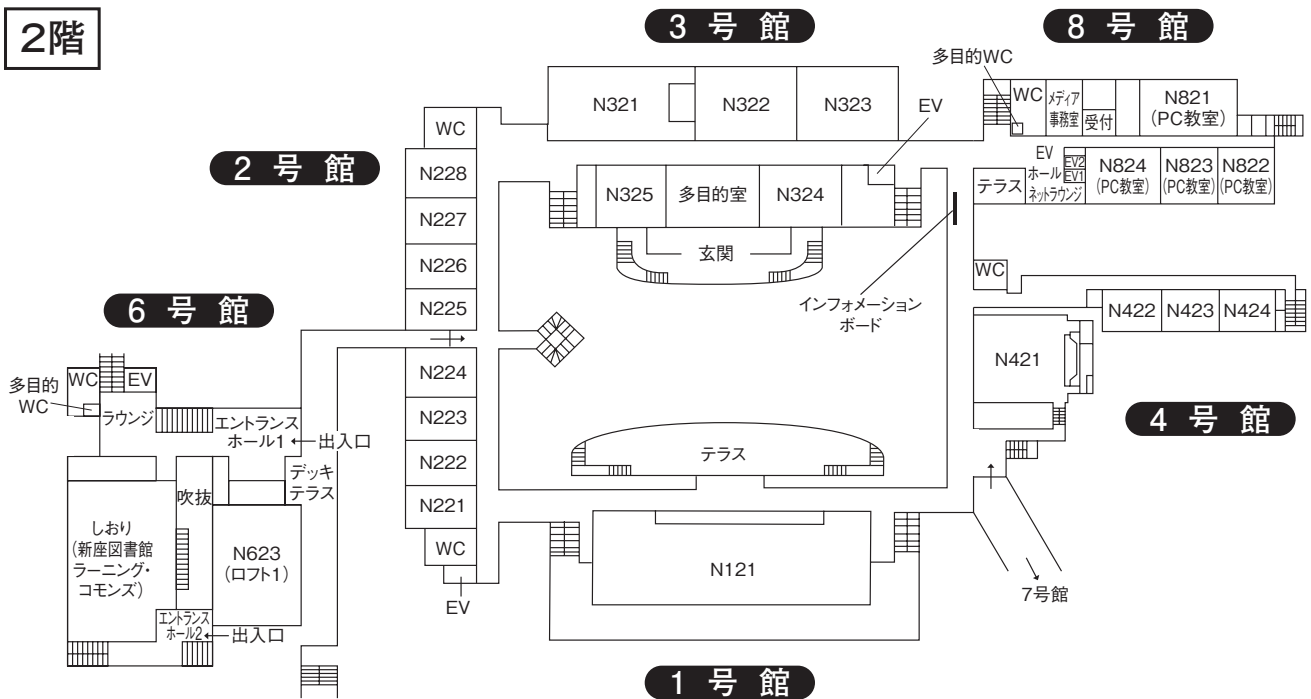 2階
3 号 館
8 号 館
多目的WC
EV
N321
N322
N323
WC
メディア
事務室
受付
N821
(PC教室)
2 号 館
WC
N228
N227
N226
N225
N325
多目的室
N324
玄関
テラス
EV
ホール
ネットラウンジ
EV2
EV1
N824
(PC教室)
N823
(PC教室)
N822
(PC教室)
インフォメーション
ボード
WC
N422
N423
N424
N421
4 号 館
6 号 館
WC
EV
多目的
WC
ラウンジ
エントランス
ホール1
出入口
デッキ
テラス
N224
N223
N222
N221
WC
EV
テラス
吹抜
しおり
(新座図書館
ラーニング・
コモンズ)
N623
(ロフト1)
エントランス
ホール2
出入口
N121
7号館
1 号 館